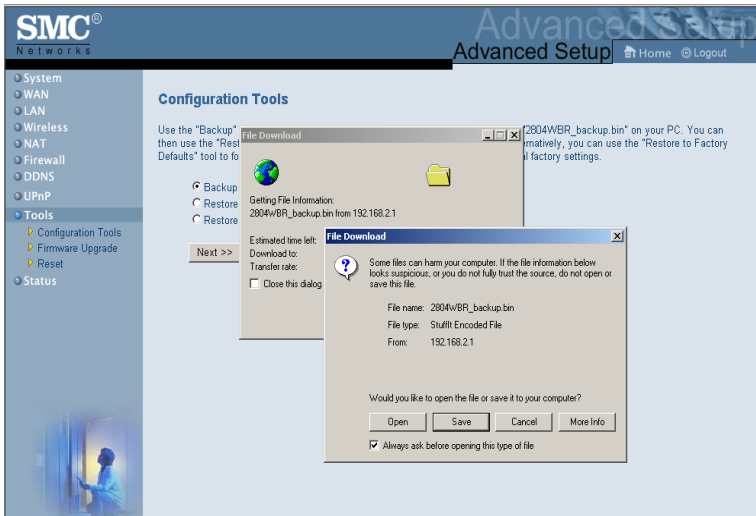 SMC®
Networks
Advanced Setup
Advanced Setup
Home
Logout
System
WAN
LAN
Wireless
NAT
Firewall
DDNS
UPnP
Tools
Configuration Tools
Firmware Upgrade
Reset
Status
Configuration Tools
Use the "Backup" "2804WBR_backup.bin" on your PC. You can
then use the "Rest ernatively, you can use the "Restore to Factory
Defaults" tool to fo l factory settings.
Backup
Restore
Restore
Next >>
File Download
Getting File Information:
2804WBR_backup.bin from 192.168.2.1
Estimated time left:
Download to:
Transfer rate:
Close this dialog
File Download
Some files can harm your computer. If the file information below
looks suspicious, or you do not fully trust the source, do not open or
save this file.
File name: 2804WBR_backup.bin
File type: StuffIt Encoded File
From: 192.168.2.1
Would you like to open the file or save it to your computer?
Open
Save
Cancel
More Info
Always ask before opening this type of file